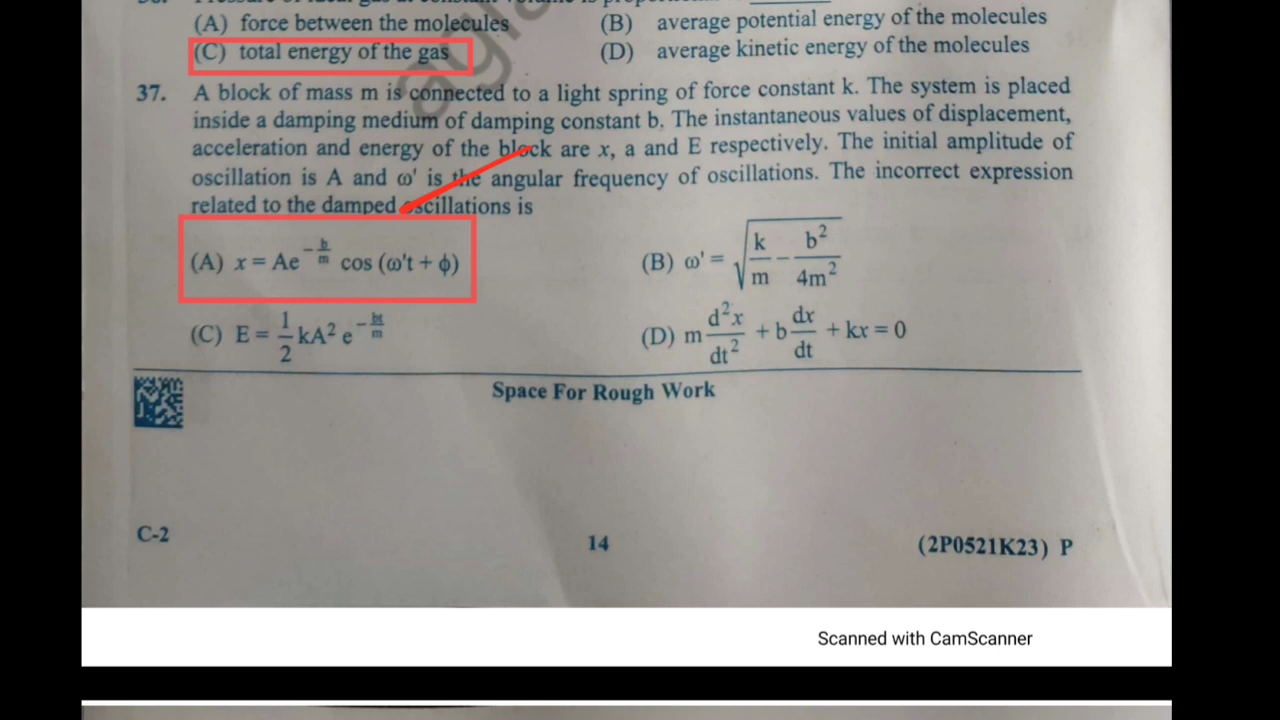 (A) force between the molecules (B) average potential energy of the molecules
(C) total energy of the gas (D) average kinetic energy of the molecules
37. A block of mass m is connected to a light spring of force constant k. The system is placed
inside a damping medium of damping constant b. The instantaneous values of displacement,
acceleration and energy of the block are x, a and E respectively. The initial amplitude of
oscillation is A and ω' is the angular frequency of oscillations. The incorrect expression
related to the damped oscillations is
(A) x = Ae^{-b/m} cos (ω't + ϕ) (B) ω' = √(k/m - b²/4m²)
(C) E = 1/2 kA² e^{-bt/m} (D) m d²x/dt² + b dx/dt + kx = 0
Space For Rough Work
C-2 14 (2P0521K23) P
Scanned with CamScanner